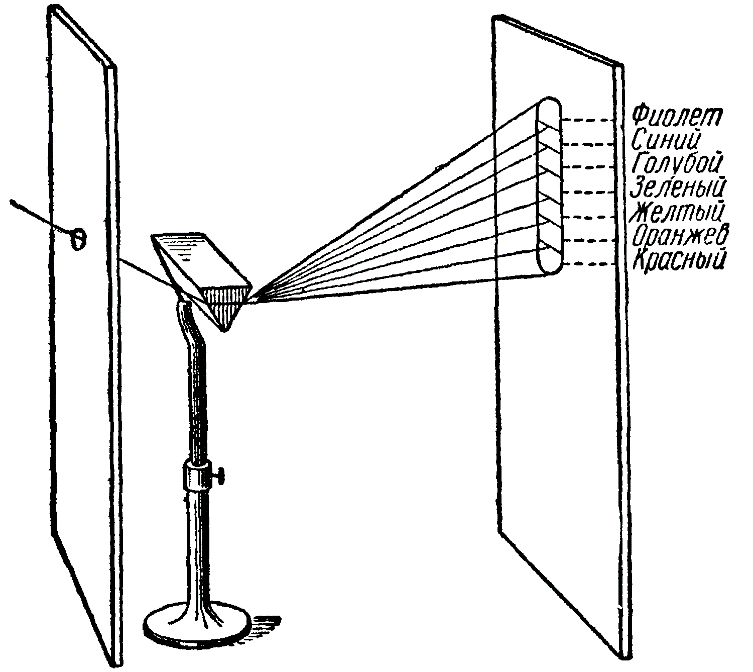 Фиолет
Синий
Голубой
Зеленый
Желтый
Оранжев
Красный